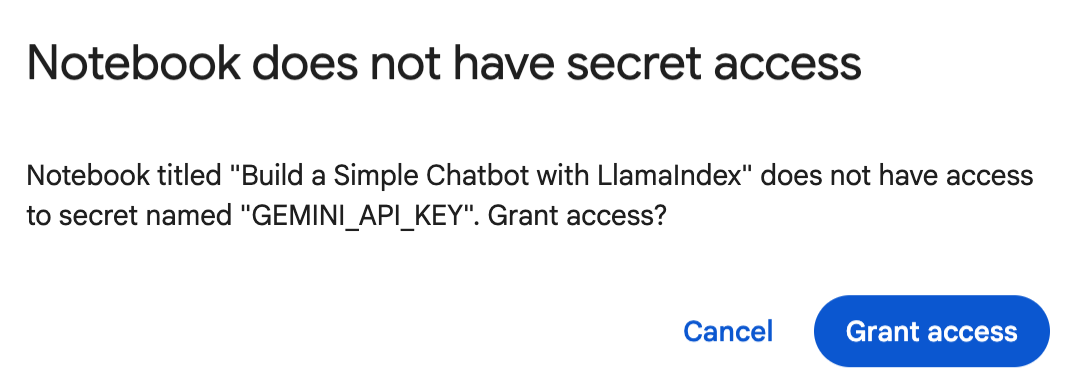 Notebook does not have secret access
Notebook titled "Build a Simple Chatbot with LlamaIndex" does not have access
to secret named "GEMINI_API_KEY". Grant access?
Cancel
Grant access